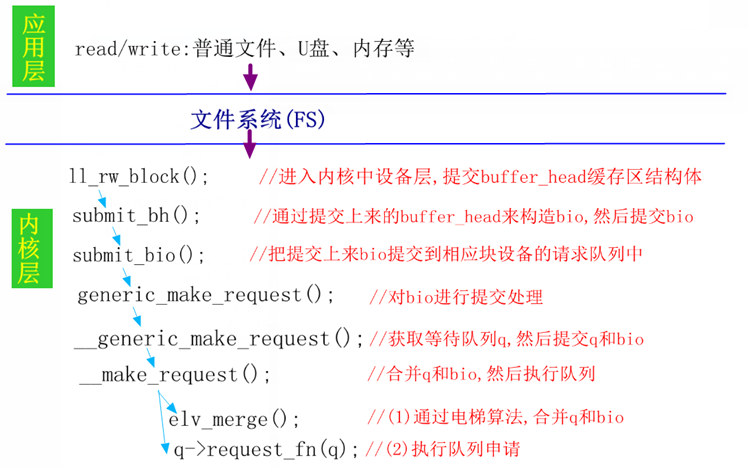 应用层
read/write:普通文件、U盘、内存等
文件系统(FS)
内核层
ll_rw_block(); //进入内核中设备层,提交buffer_head缓存区结构体
submit_bh(); //通过提交上来的buffer_head来构造bio,然后提交bio
submit_bio(); //把提交上来bio提交到相应块设备的请求队列中
generic_make_request(); //对bio进行提交处理
__generic_make_request(); //获取等待队列q,然后提交q和bio
__make_request(); //合并q和bio,然后执行队列
elv_merge(); //(1)通过电梯算法,合并q和bio
q->request_fn(q); //(2)执行队列申请